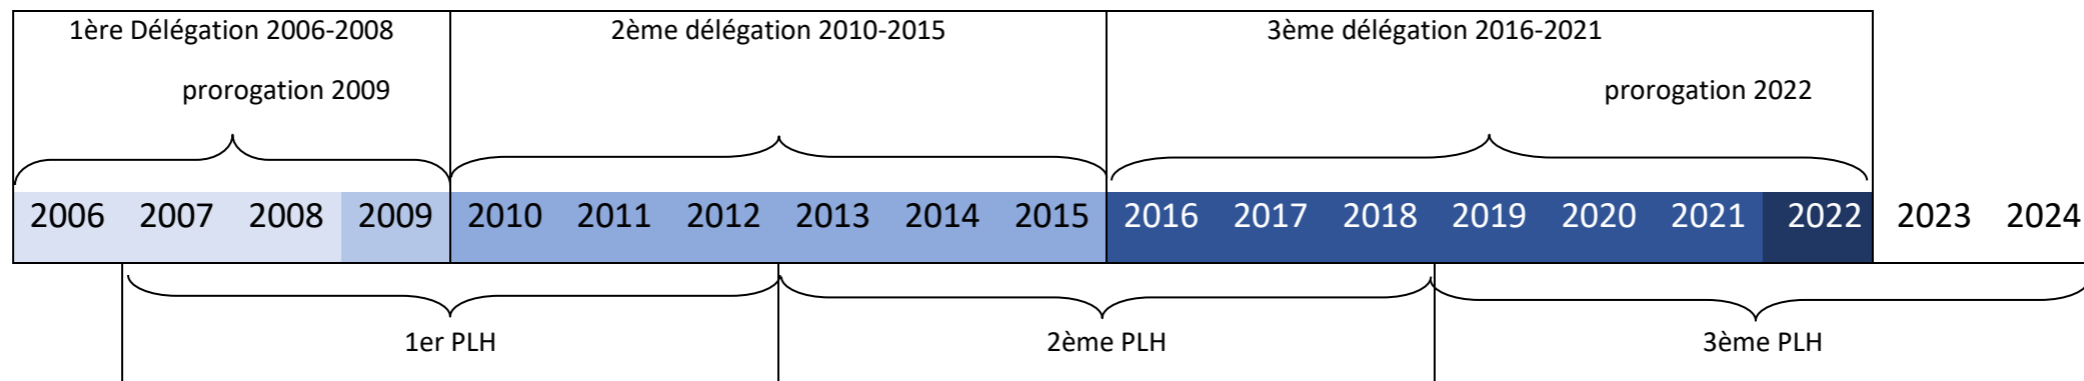 1ère Délégation 2006-2008 2ème délégation 2010-2015 3ème délégation 2016-2021
prorogation 2009 prorogation 2022
2006 2007 2008 2009 2010 2011 2012 2013 2014 2015 2016 2017 2018 2019 2020 2021 2022 2023 2024
1er PLH 2ème PLH 3ème PLH